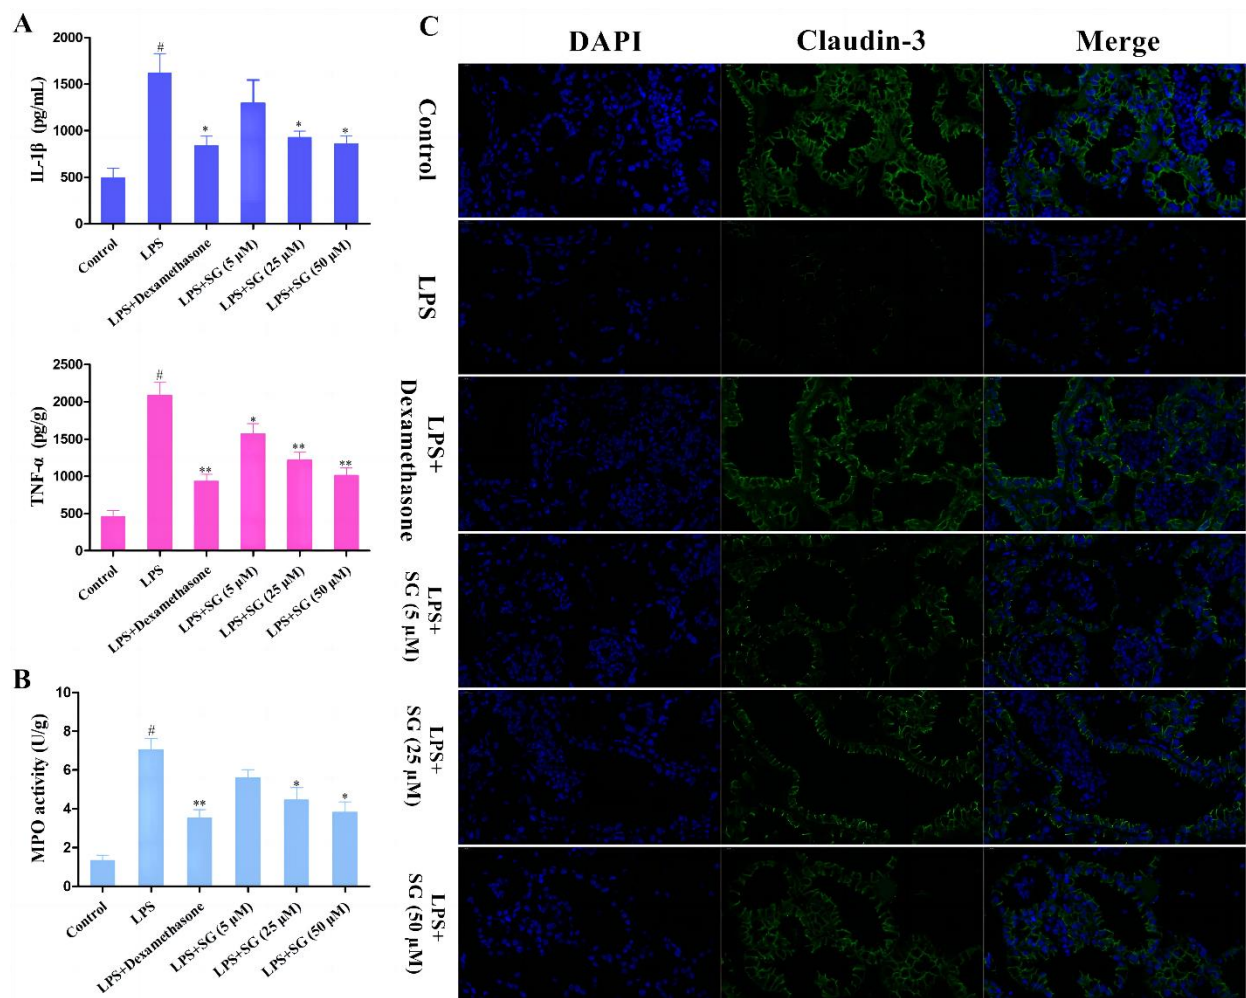 A
IL-1β (pg/mL)
2000
1500
1000
500
0
#
*
*
*
Control
LPS
LPS+Dexamethasone
LPS+SG (5 μM)
LPS+SG (25 μM)
LPS+SG (50 μM)
TNF-α (pg/g)
2500
2000
1500
1000
500
0
#
**
*
**
**
Control
LPS
LPS+Dexamethasone
LPS+SG (5 μM)
LPS+SG (25 μM)
LPS+SG (50 μM)
B
MPO activity (U/g)
10
8
6
4
2
0
#
**
*
*
Control
LPS
LPS+Dexamethasone
LPS+SG (5 μM)
LPS+SG (25 μM)
LPS+SG (50 μM)
C
DAPI Claudin-3 Merge
Control
LPS
LPS+
Dexamethasone
LPS+
SG (5 μM)
LPS+
SG (25 μM)
LPS+
SG (50 μM)